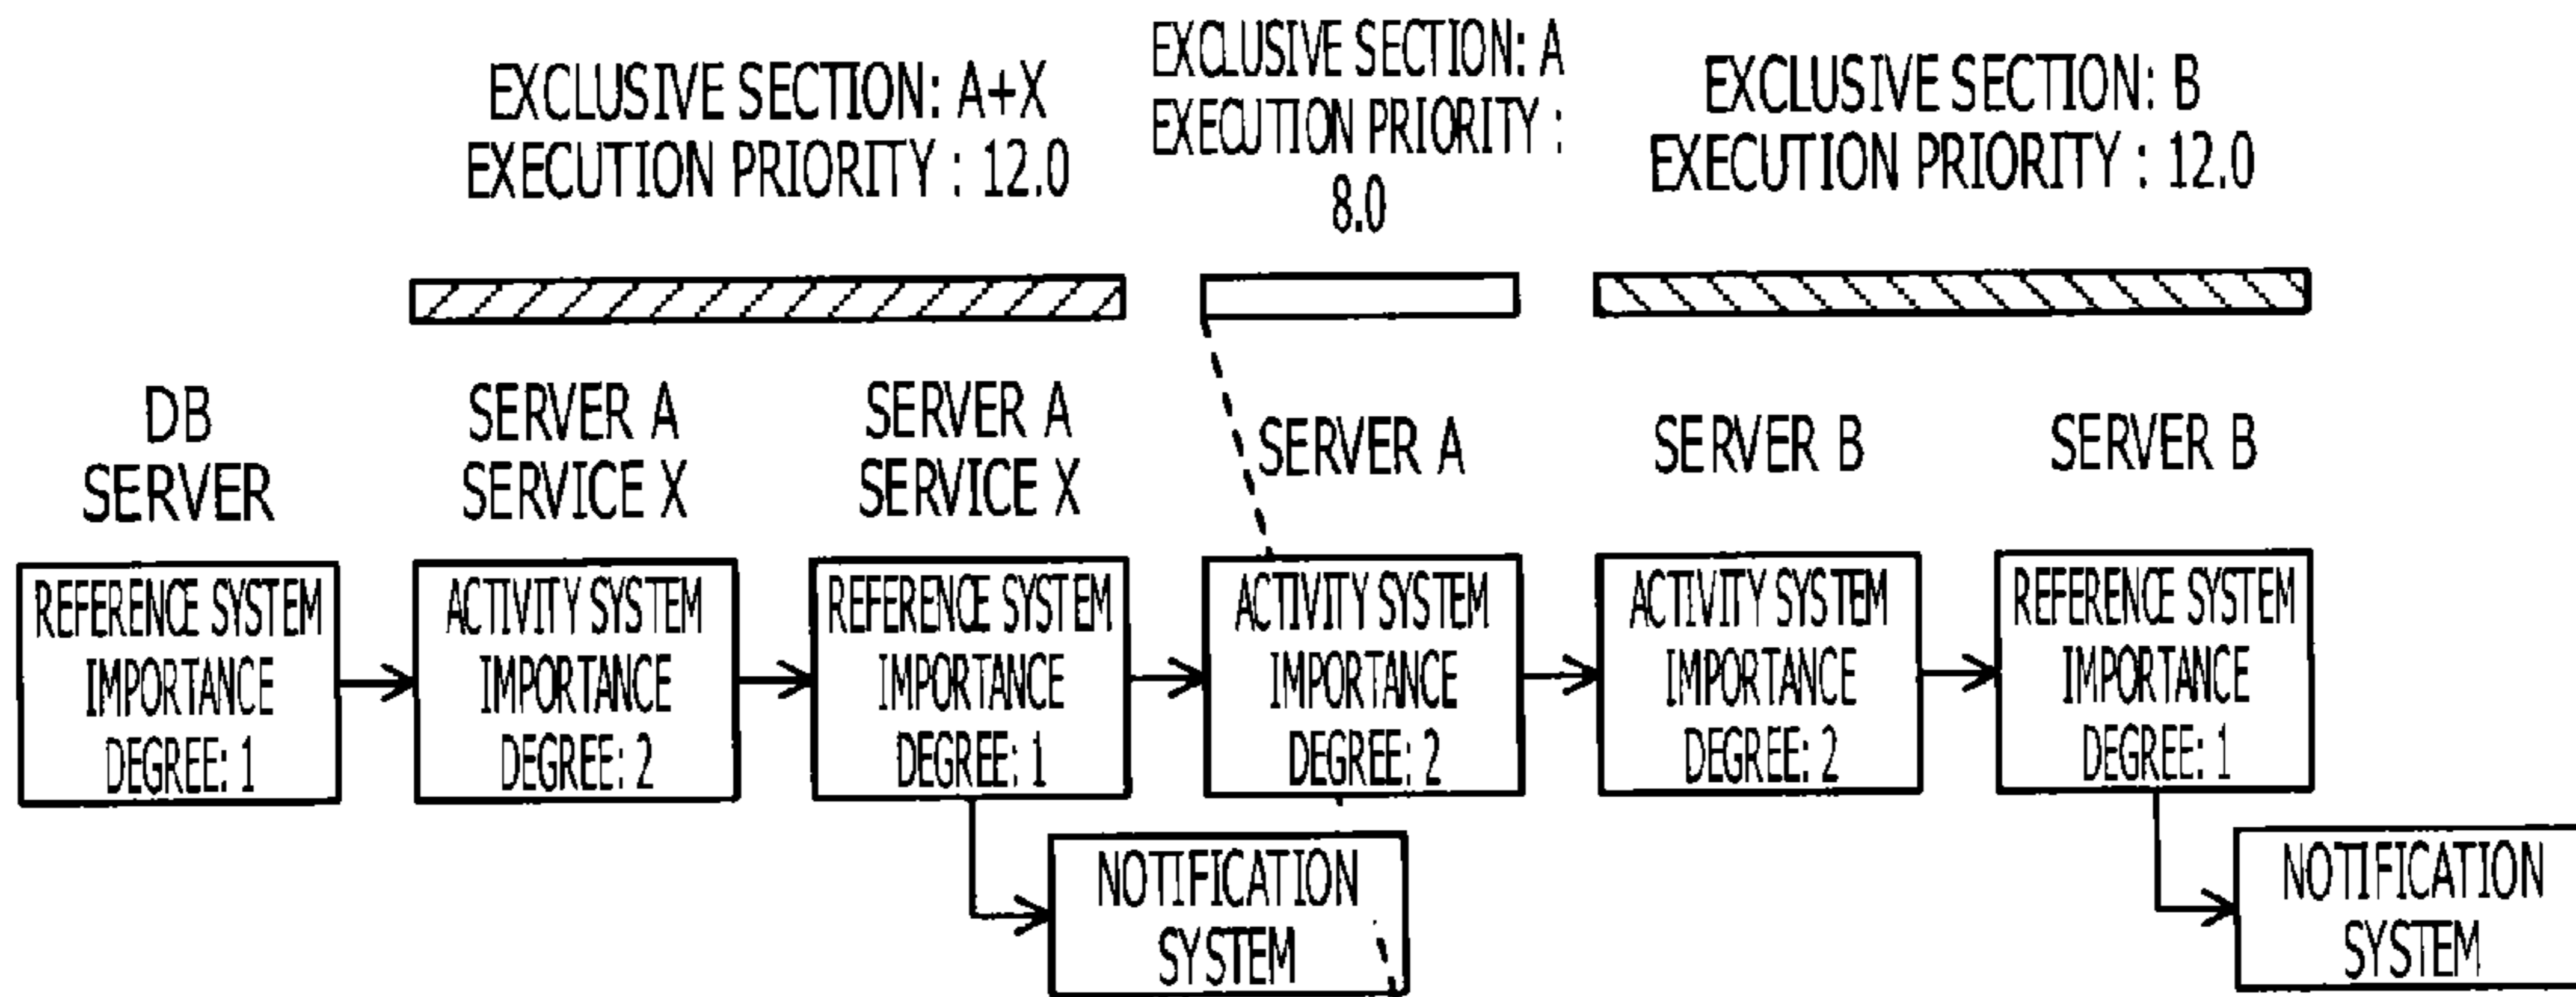 EXCLUSIVE SECTION: A+X
EXECUTION PRIORITY : 12.0
EXCLUSIVE SECTION: A
EXECUTION PRIORITY :
8.0
EXCLUSIVE SECTION: B
EXECUTION PRIORITY : 12.0
DB
SERVER
SERVER A
SERVICE X
SERVER A
SERVICE X
SERVER A
SERVER B
SERVER B
REFERENCE SYSTEM
IMPORTANCE
DEGREE: 1
ACTIVITY SYSTEM
IMPORTANCE
DEGREE: 2
REFERENCE SYSTEM
IMPORTANCE
DEGREE: 1
ACTIVITY SYSTEM
IMPORTANCE
DEGREE: 2
ACTIVITY SYSTEM
IMPORTANCE
DEGREE: 2
REFERENCE SYSTEM
IMPORTANCE
DEGREE: 1
NOTIFICATION
SYSTEM
NOTIFICATION
SYSTEM